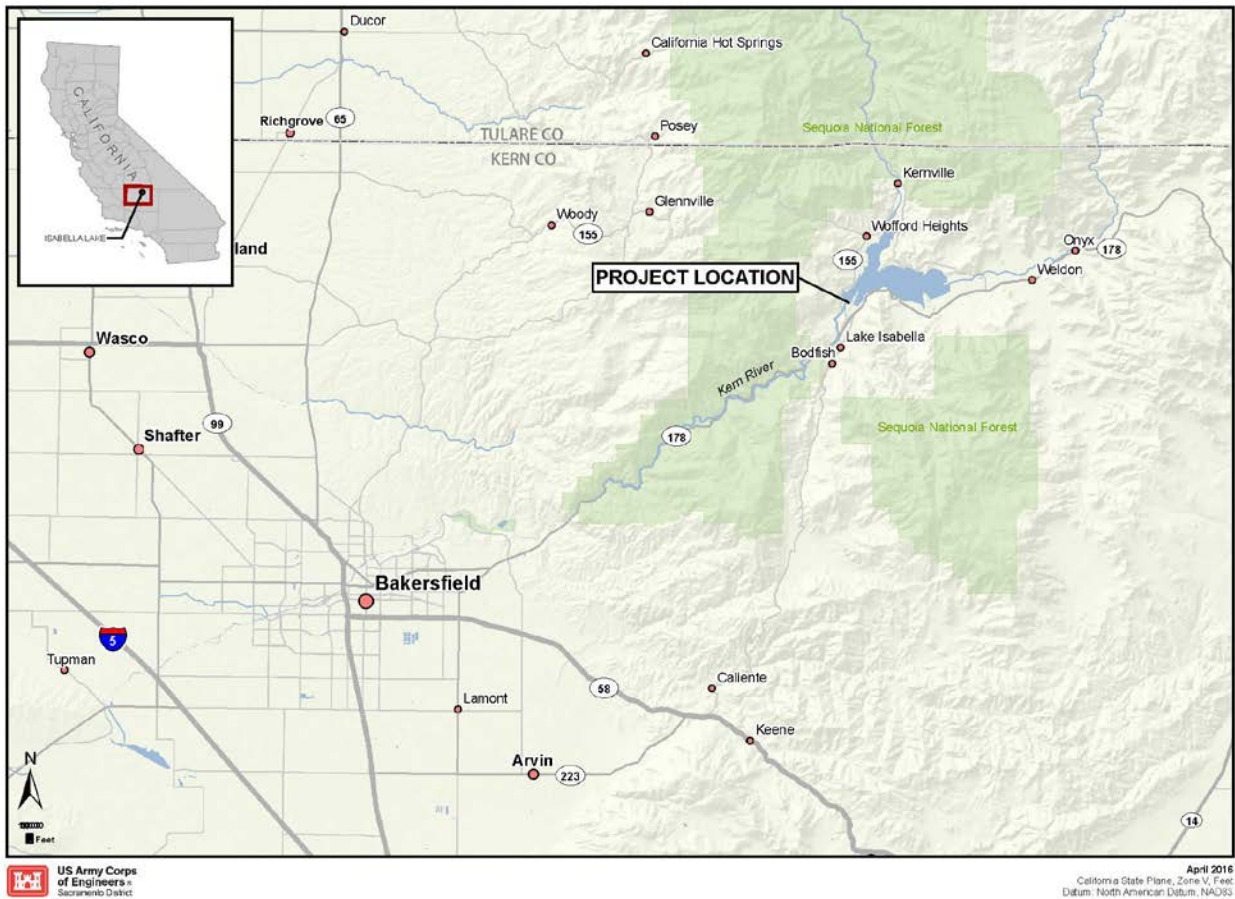 Ducor
California Hot Springs
CALIFORNIA
ISABELLA LAKE
Richgrove
65
TULARE CO
KERN CO
Posey
Sequoia National Forest
Kernville
Glennville
Woody
155
Wofford Heights
land
155
Onyx
178
Weldon
PROJECT LOCATION
Wasco
Lake Isabella
Bodfish
Kern River
99
Shafter
178
Sequoia National Forest
Bakersfield
5
Tupman
Caliente
58
Lamont
Keene
N
Arvin
223
14
Feet
US Army Corps
of Engineers
Sacramento District
April 2016
California State Plane, Zone V, Feet
Datum: North American Datum, NAD83